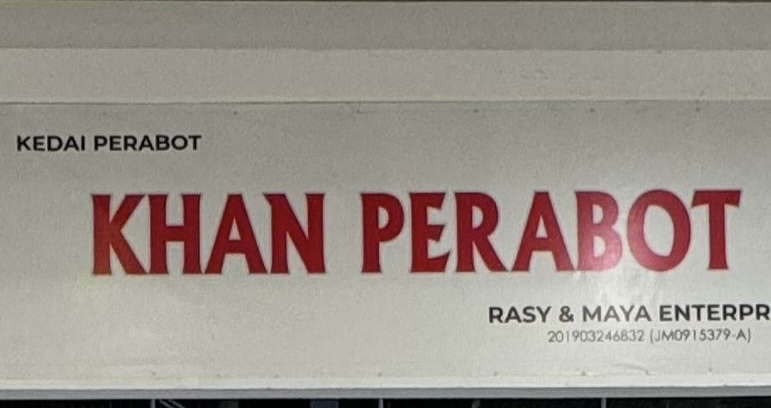 KEDAI PERABOT
KHAN PERABOT
RASY & MAYA ENTERPR
201903246832 (JM0915379-A)